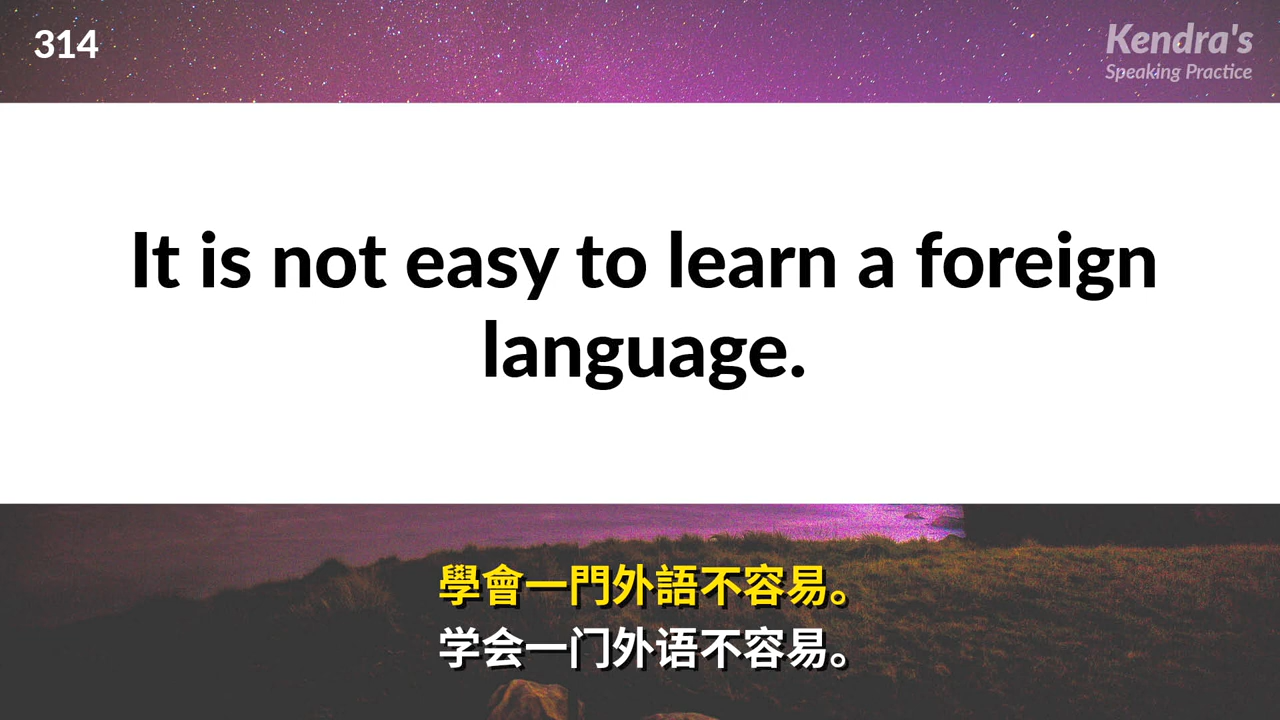 314
Kendra's
Speaking Practice
It is not easy to learn a foreign
language.
學會一門外語不容易。
学会一门外语不容易。